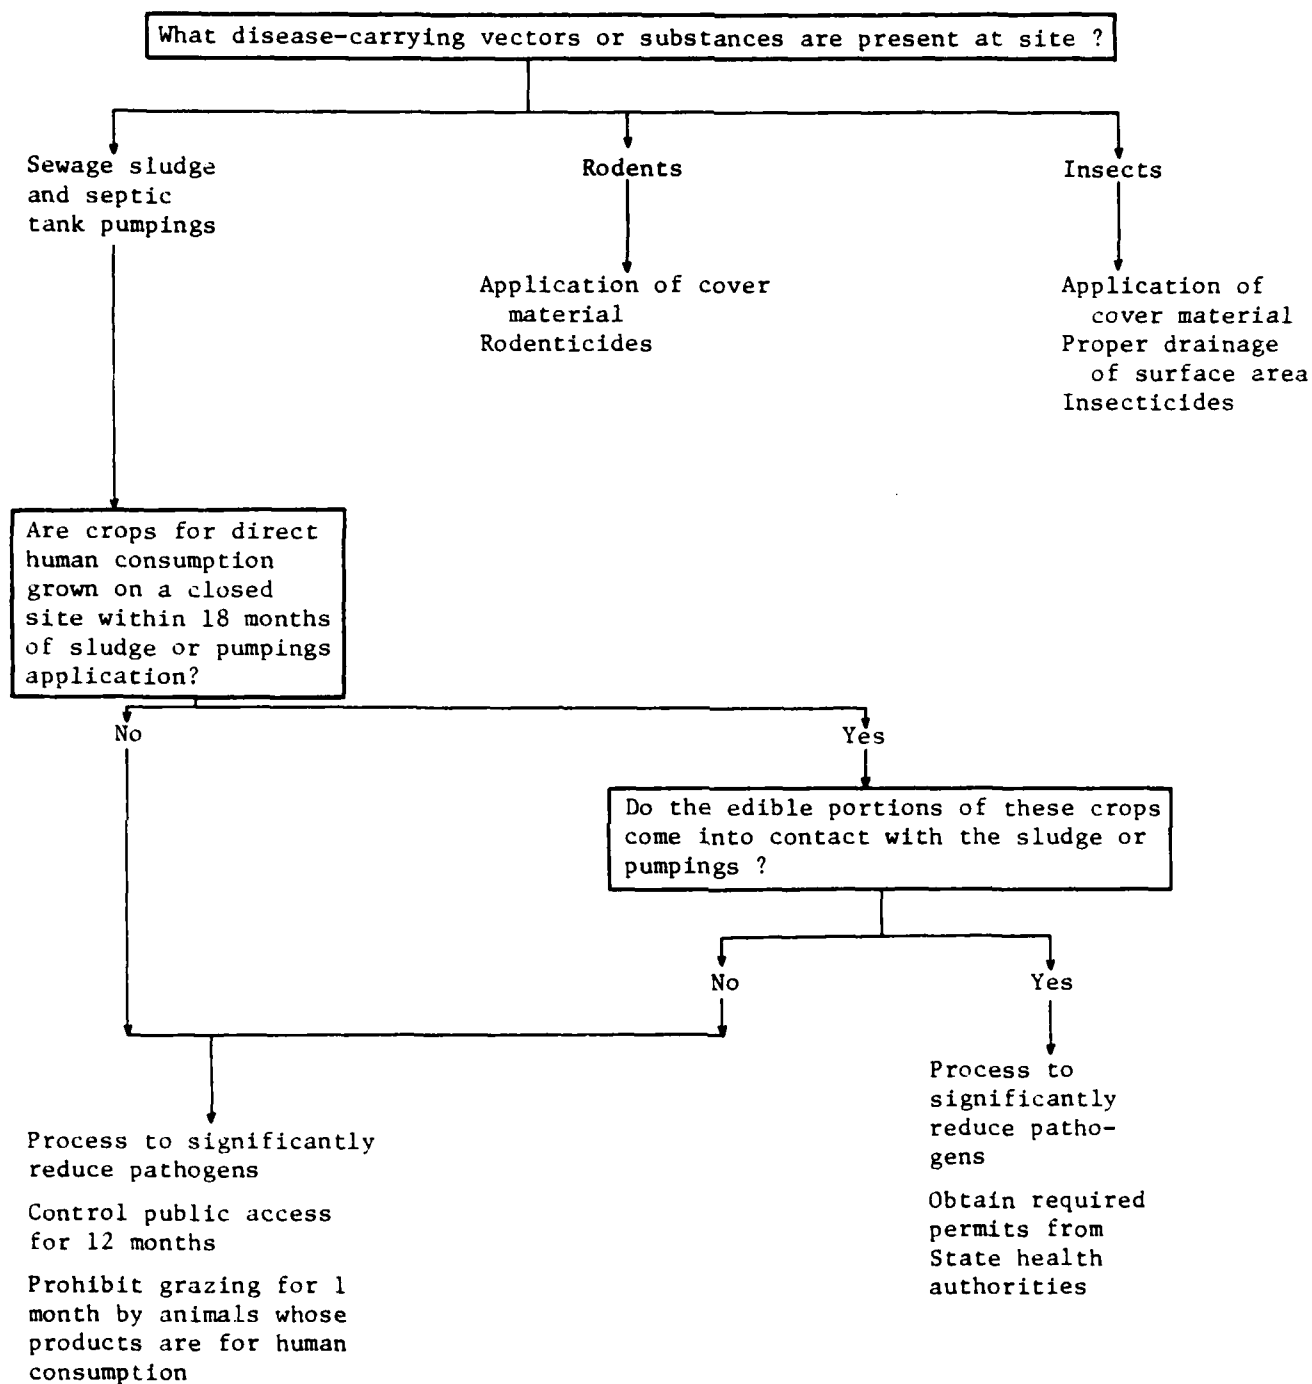 What disease-carrying vectors or substances are present at site ?
Sewage sludge
and septic
tank pumpings
Rodents
Application of cover
material
Rodenticides
Insects
Application of
cover material
Proper drainage
of surface area
Insecticides
Are crops for direct
human consumption
grown on a closed
site within 18 months
of sludge or pumpings
application?
No
Yes
Do the edible portions of these crops
come into contact with the sludge or
pumpings ?
No
Yes
Process to significantly
reduce pathogens
Control public access
for 12 months
Prohibit grazing for 1
month by animals whose
products are for human
consumption
Process to
significantly
reduce patho-
gens
Obtain required
permits from
State health
authorities